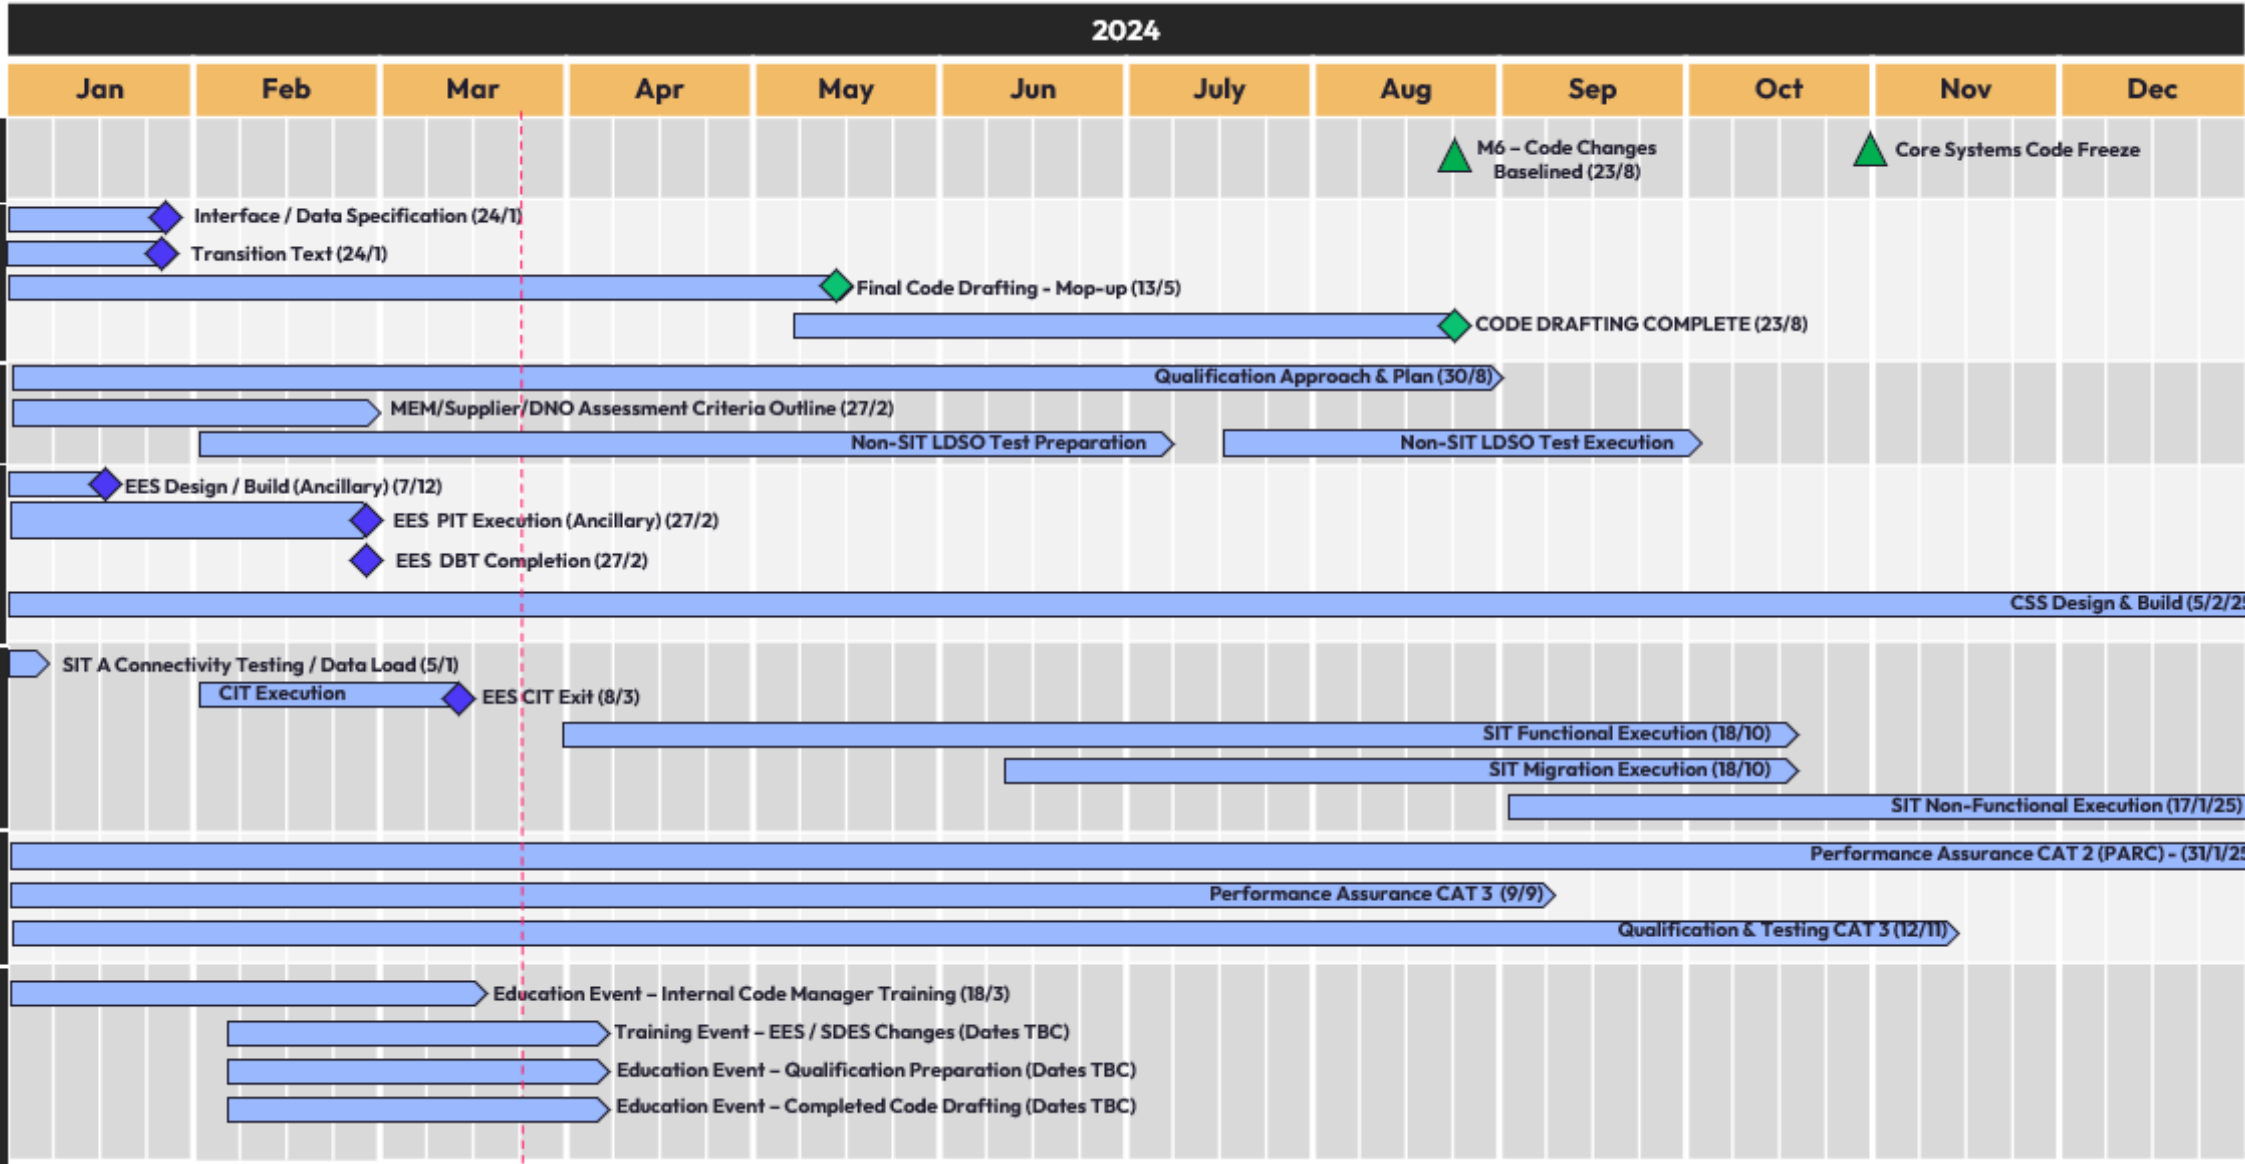 2024
Jan Feb Mar Apr May Jun July Aug Sep Oct Nov Dec
M6 – Code Changes
Baselined (23/8)
Core Systems Code Freeze
Interface / Data Specification (24/1)
Transition Text (24/1)
Final Code Drafting - Mop-up (13/5)
CODE DRAFTING COMPLETE (23/8)
Qualification Approach & Plan (30/8)
MEM/Supplier/DNO Assessment Criteria Outline (27/2)
Non-SIT LDSO Test Preparation
Non-SIT LDSO Test Execution
EES Design / Build (Ancillary) (7/12)
EES PIT Execution (Ancillary) (27/2)
EES DBT Completion (27/2)
CSS Design & Build (5/2/25
SIT A Connectivity Testing / Data Load (5/1)
CIT Execution
EES CIT Exit (8/3)
SIT Functional Execution (18/10)
SIT Migration Execution (18/10)
SIT Non-Functional Execution (17/1/25)
Performance Assurance CAT 2 (PARC) - (31/1/25
Performance Assurance CAT 3 (9/9)
Qualification & Testing CAT 3 (12/11)
Education Event – Internal Code Manager Training (18/3)
Training Event – EES / SDES Changes (Dates TBC)
Education Event – Qualification Preparation (Dates TBC)
Education Event – Completed Code Drafting (Dates TBC)